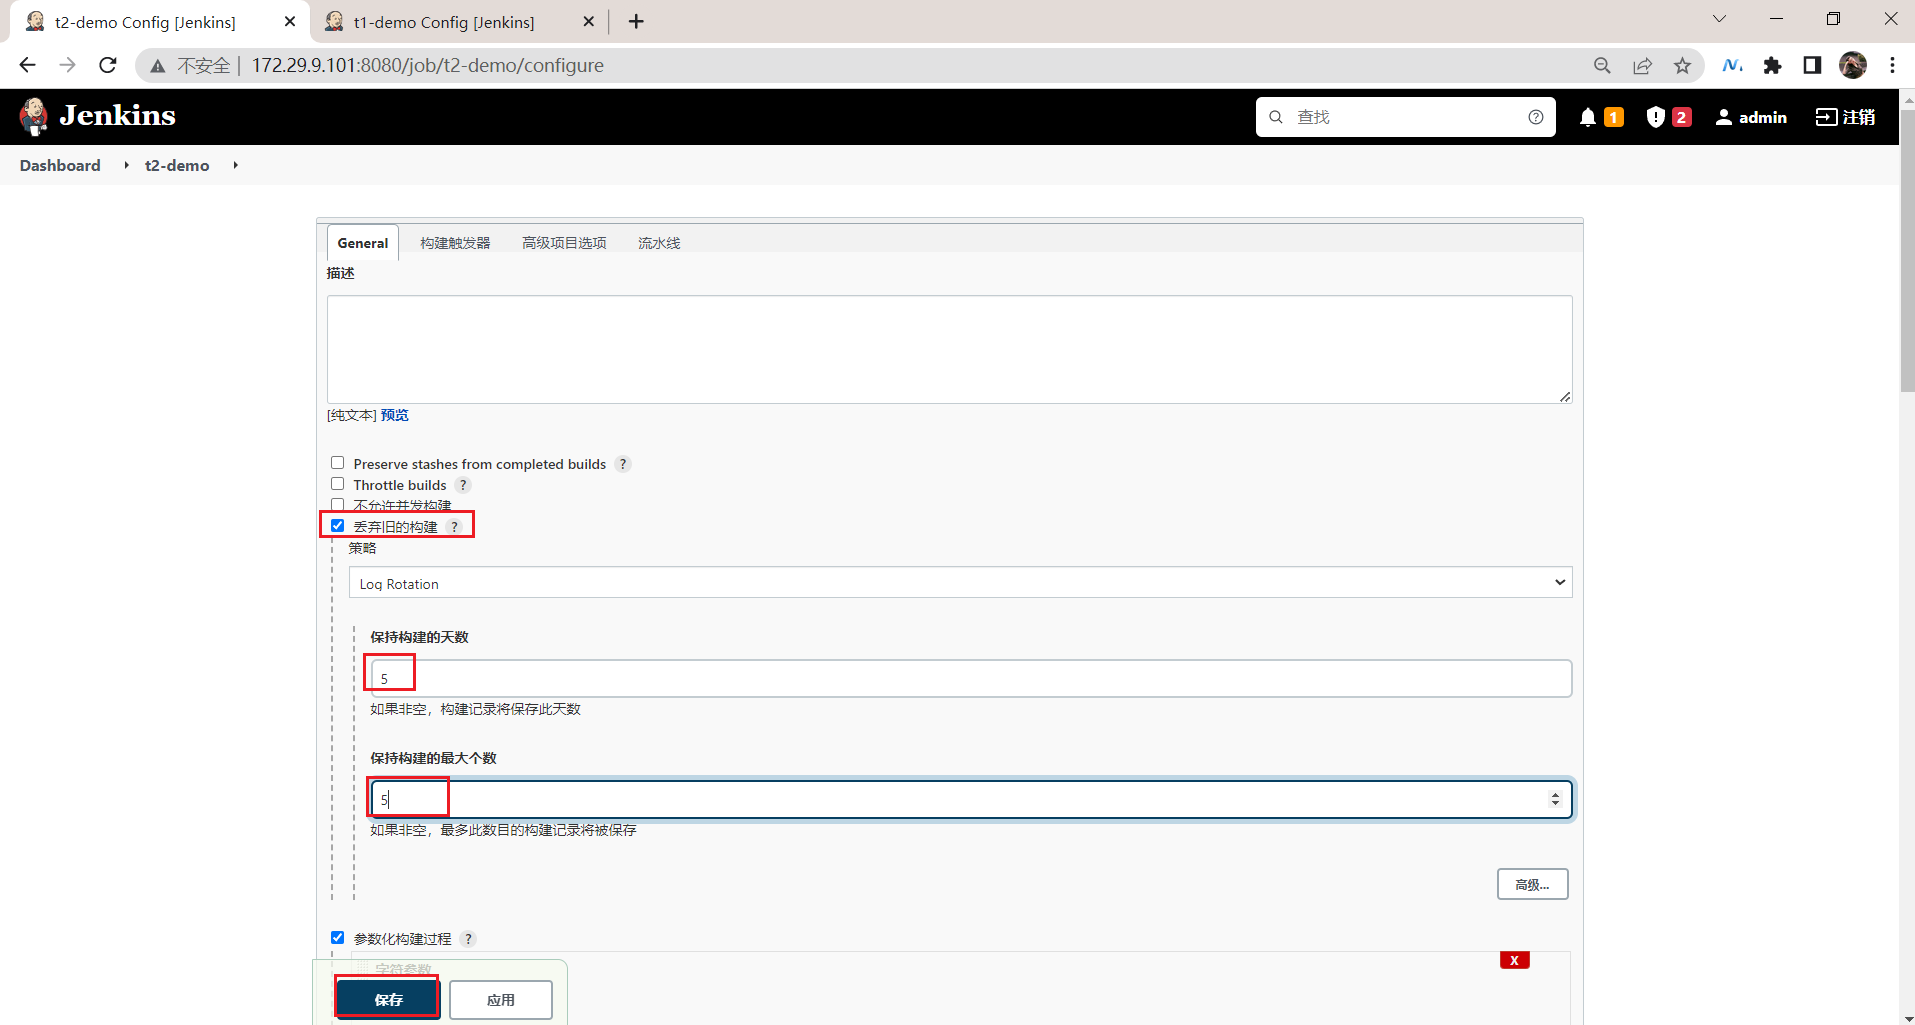 t2-demo Config [Jenkins]
t1-demo Config [Jenkins]
不安全 | 172.29.9.101:8080/job/t2-demo/configure
Jenkins
查找
1
2
admin
注销
Dashboard
t2-demo
General
构建触发器
高级项目选项
流水线
描述
[纯文本] 预览
Preserve stashes from completed builds ?
Throttle builds ?
不允许并发构建
丢弃旧的构建 ?
策略
Log Rotation
保持构建的天数
5
如果非空，构建记录将保存此天数
保持构建的最大个数
5
如果非空，最多此数目的构建记录将被保存
高级...
参数化构建过程 ?
字符参数
X
保存
应用